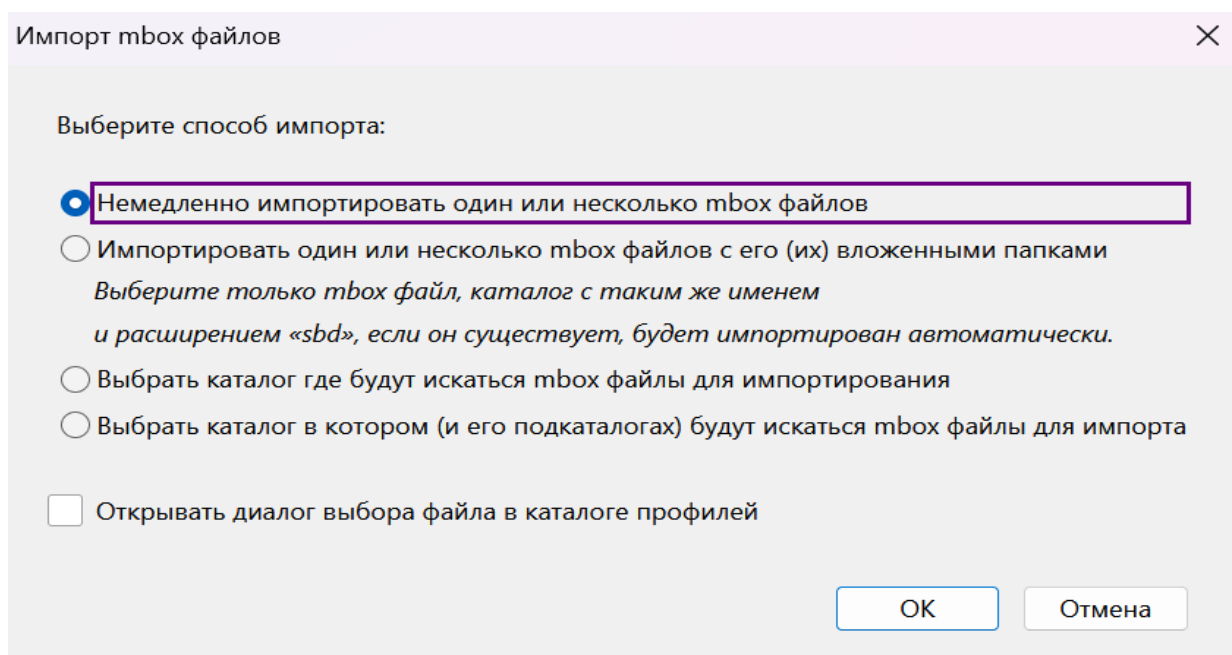 Импорт mbox файлов
Выберите способ импорта:
Немедленно импортировать один или несколько mbox файлов
Импортировать один или несколько mbox файлов с его (их) вложенными папками
Выберите только mbox файл, каталог с таким же именем
и расширением «sbd», если он существует, будет импортирован автоматически.
Выбрать каталог где будут искаться mbox файлы для импортирования
Выбрать каталог в котором (и его подкаталогах) будут искаться mbox файлы для импорта
Открывать диалог выбора файла в каталоге профилей
OK Отмена